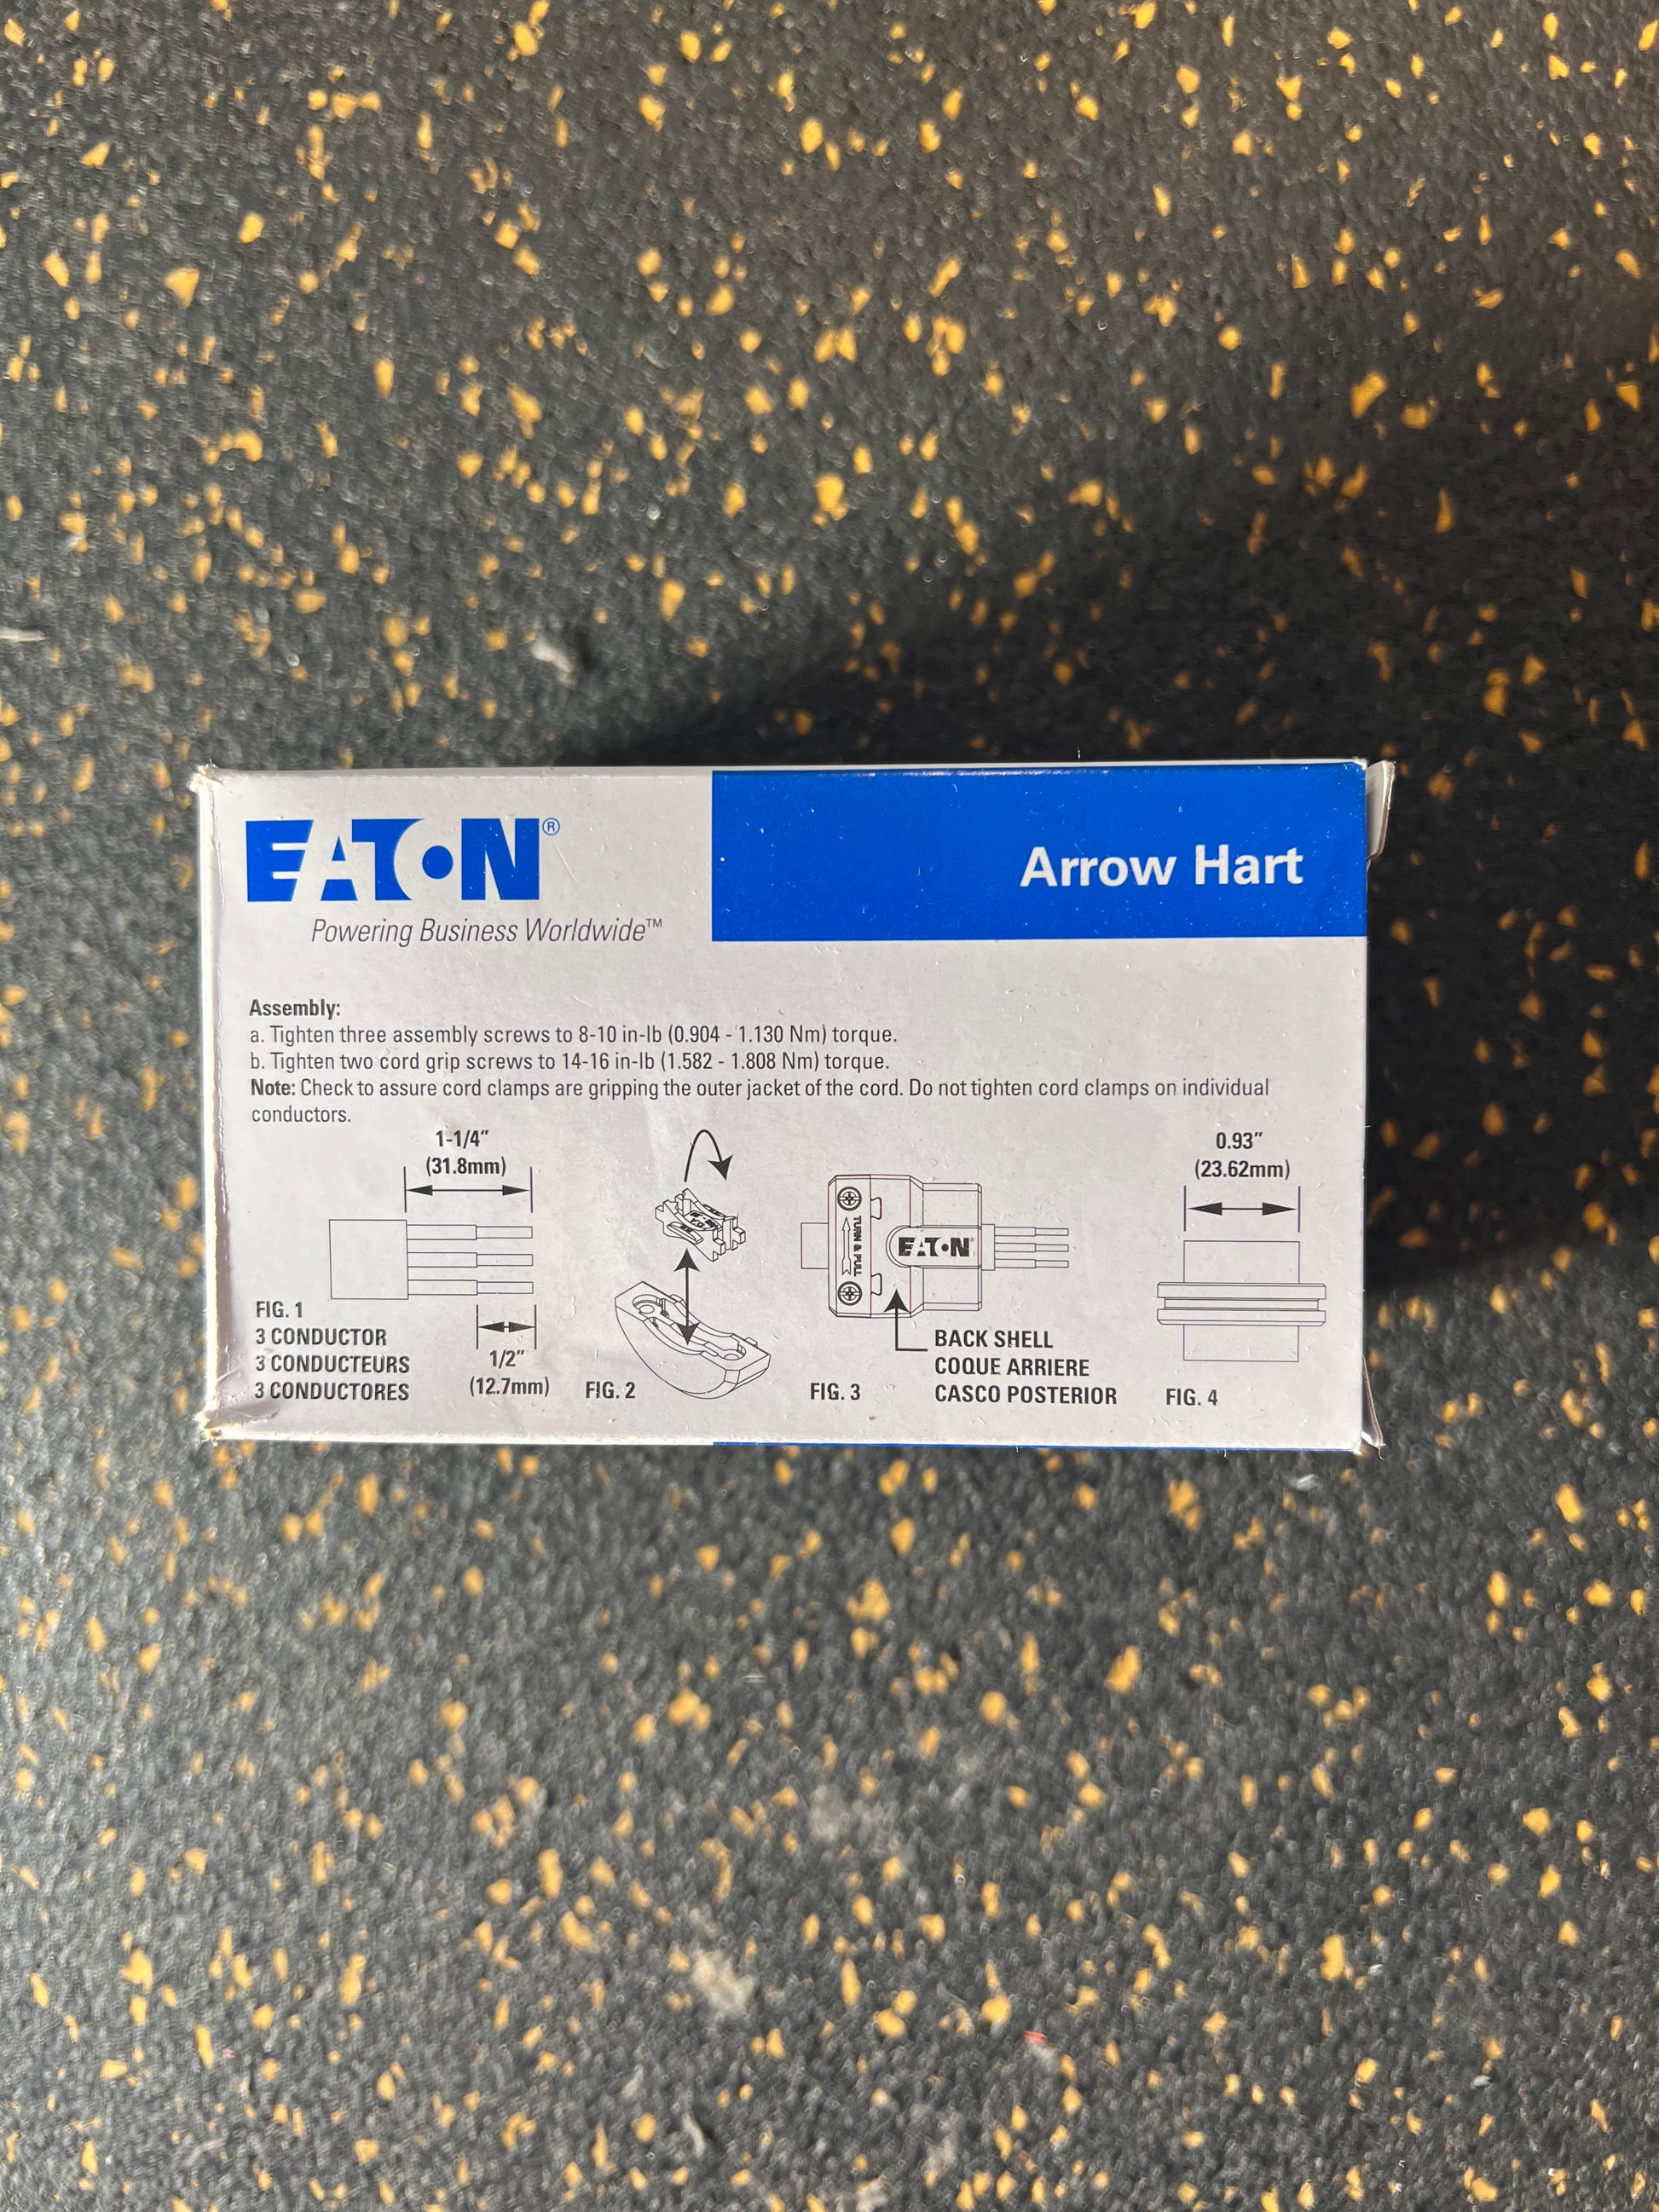 EATON®
Powering Business Worldwide™
Arrow Hart
Assembly:
a. Tighten three assembly screws to 8-10 in-lb (0.904 - 1.130 Nm) torque.
b. Tighten two cord grip screws to 14-16 in-lb (1.582 - 1.808 Nm) torque.
Note: Check to assure cord clamps are gripping the outer jacket of the cord. Do not tighten cord clamps on individual
conductors.
1-1/4"
(31.8mm)
1/2"
(12.7mm)
FIG. 1
3 CONDUCTOR
3 CONDUCTEURS
3 CONDUCTORES
FIG. 2
TURN & PULL
EATON
BACK SHELL
COQUE ARRIERE
CASCO POSTERIOR
FIG. 3
0.93"
(23.62mm)
FIG. 4